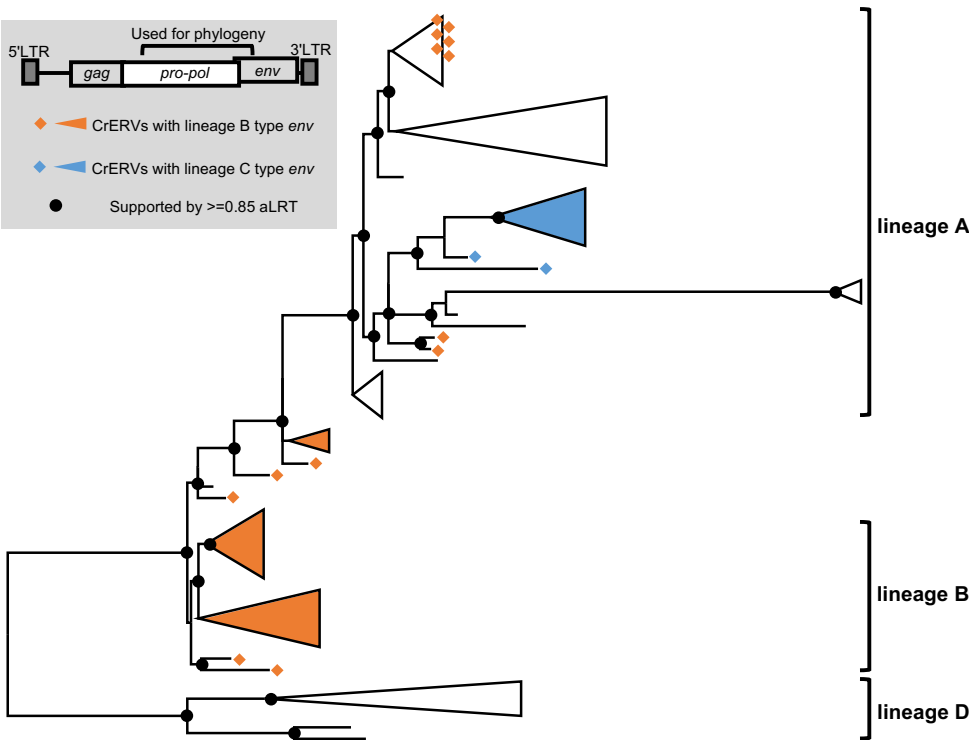 Used for phylogeny
5'LTR
3'LTR
gag
pro-pol
env
CrERVs with lineage B type env
CrERVs with lineage C type env
Supported by >=0.85 aLRT
lineage A
lineage B
lineage D